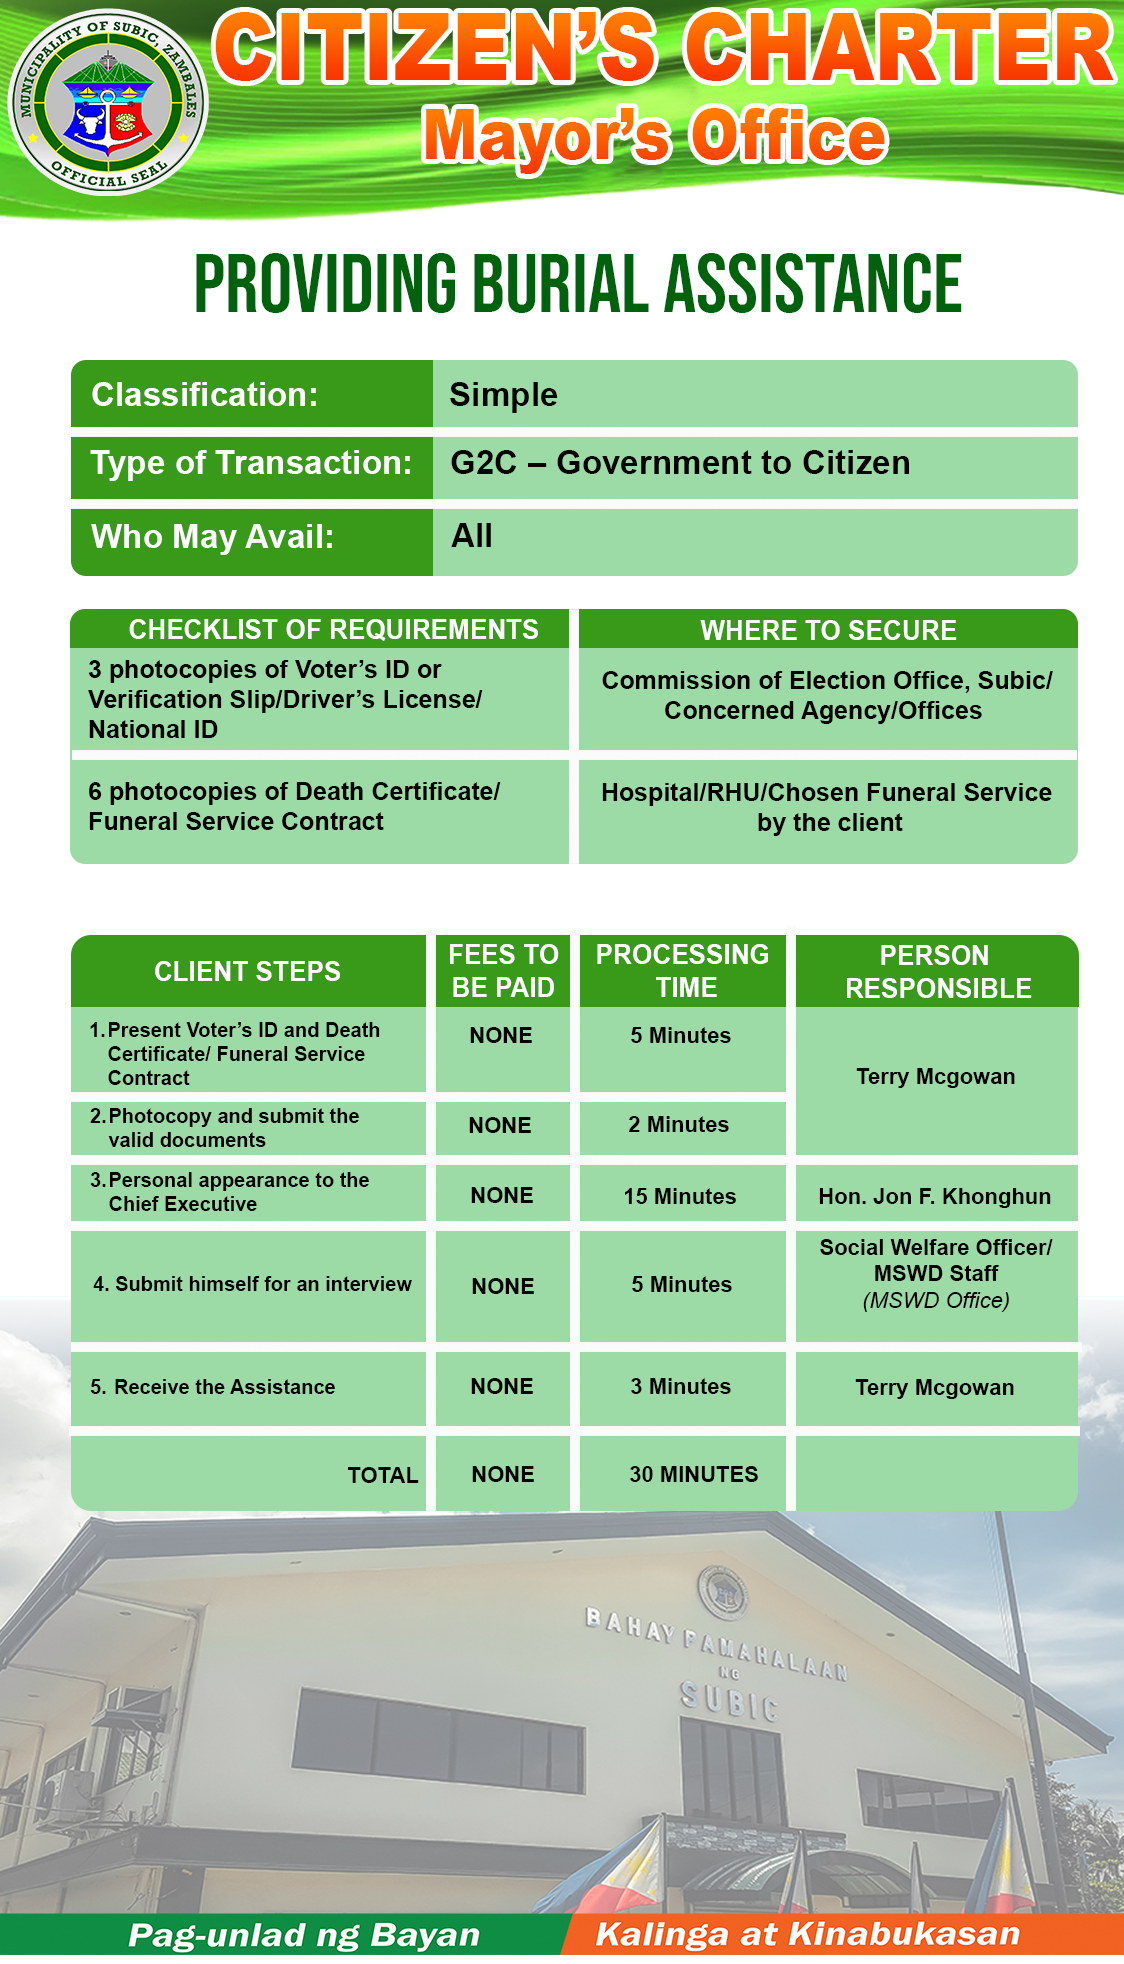 CITIZEN'S CHARTER
Mayor's Office
MUNICIPALITY OF SUBIC, ZAMBALES
OFFICIAL SEAL
PROVIDING BURIAL ASSISTANCE
Classification: Simple
Type of Transaction: G2C – Government to Citizen
Who May Avail: All
CHECKLIST OF REQUIREMENTS
WHERE TO SECURE
3 photocopies of Voter's ID or
Verification Slip/Driver's License/
National ID
Commission of Election Office, Subic/
Concerned Agency/Offices
6 photocopies of Death Certificate/
Funeral Service Contract
Hospital/RHU/Chosen Funeral Service
by the client
CLIENT STEPS
FEES TO
BE PAID
PROCESSING
TIME
PERSON
RESPONSIBLE
1. Present Voter's ID and Death
Certificate/ Funeral Service
Contract
NONE
5 Minutes
Terry Mcgowan
2. Photocopy and submit the
valid documents
NONE
2 Minutes
3. Personal appearance to the
Chief Executive
NONE
15 Minutes
Hon. Jon F. Khonghun
4. Submit himself for an interview
NONE
5 Minutes
Social Welfare Officer/
MSWD Staff
(MSWD Office)
5. Receive the Assistance
NONE
3 Minutes
Terry Mcgowan
TOTAL
NONE
30 MINUTES
BAHAY PAMAHALAAN
NG
SUBIC
Pag-unlad ng Bayan
Kalinga at Kinabukasan